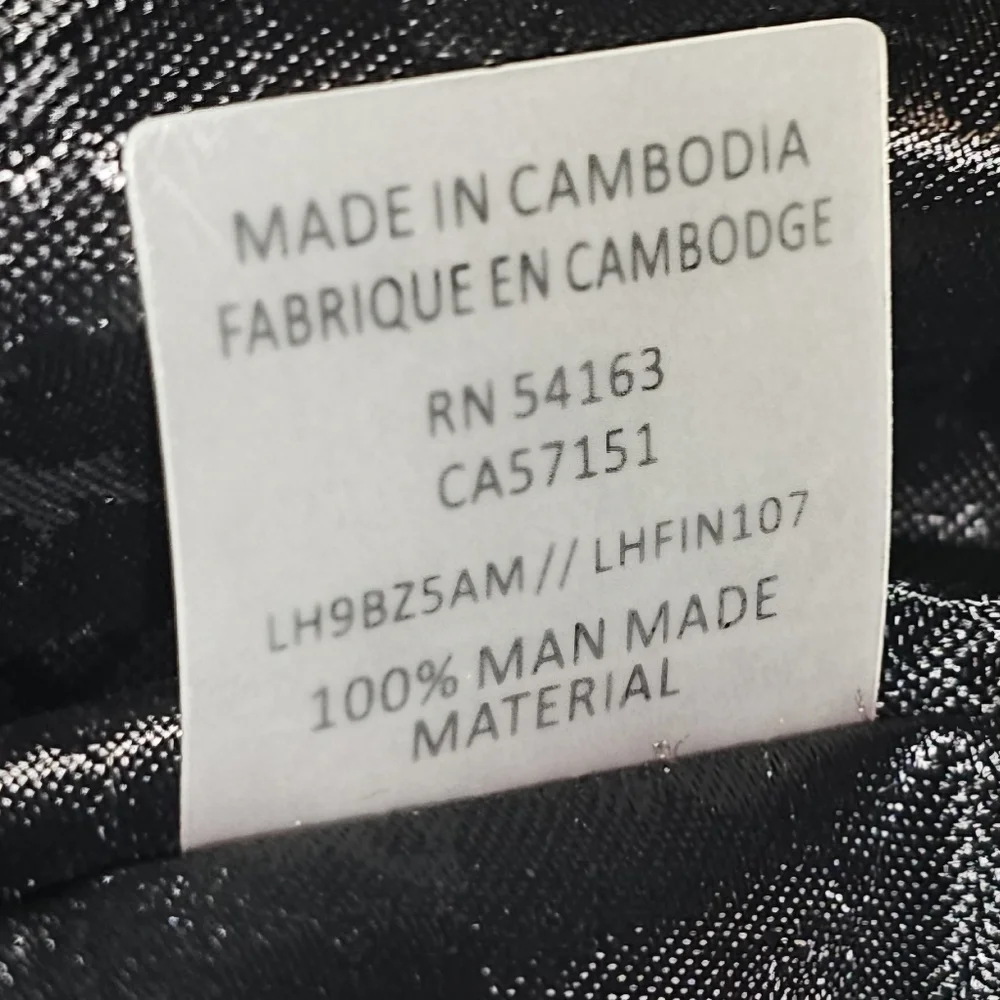 MADE IN CAMBODIA
FABRIQUE EN CAMBODGE
RN 54163
CA57151
LH9BZ5AM// LHFIN107
100% MAN MADE
MATERIAL